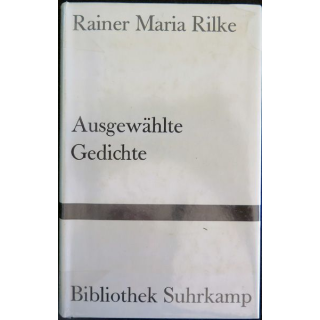 Rainer Maria Rilke
Ausgewählte
Gedichte
Bibliothek Suhrkamp